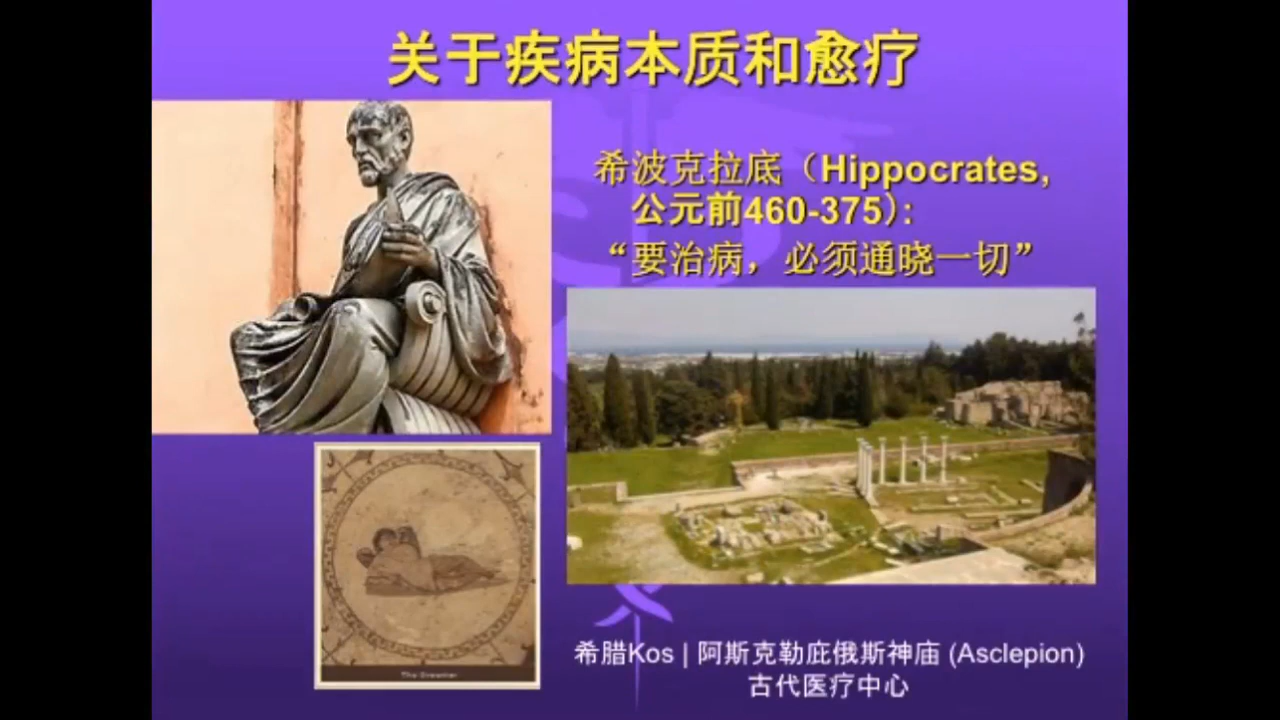 关于疾病本质和愈疗
希波克拉底（Hippocrates,
公元前460-375）:
“要治病，必须通晓一切”
希腊Kos | 阿斯克勒庇俄斯神庙 (Asclepion)
古代医疗中心